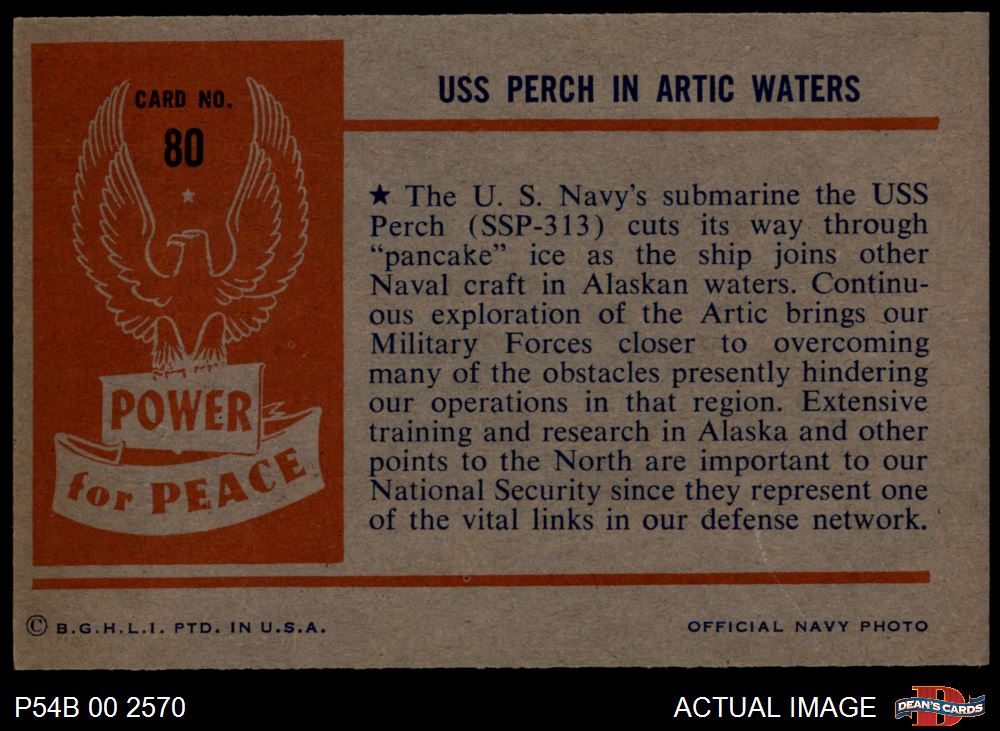 CARD NO.
80
POWER
for PEACE
USS PERCH IN ARTIC WATERS
★ The U. S. Navy's submarine the USS
Perch (SSP-313) cuts its way through
“pancake” ice as the ship joins other
Naval craft in Alaskan waters. Continu-
ous exploration of the Artic brings our
Military Forces closer to overcoming
many of the obstacles presently hindering
our operations in that region. Extensive
training and research in Alaska and other
points to the North are important to our
National Security since they represent one
of the vital links in our defense network.
© B.G.H.L.I. PTD. IN U.S.A.
OFFICIAL NAVY PHOTO
P54B 00 2570
ACTUAL IMAGE
D
DEAN'S CARDS